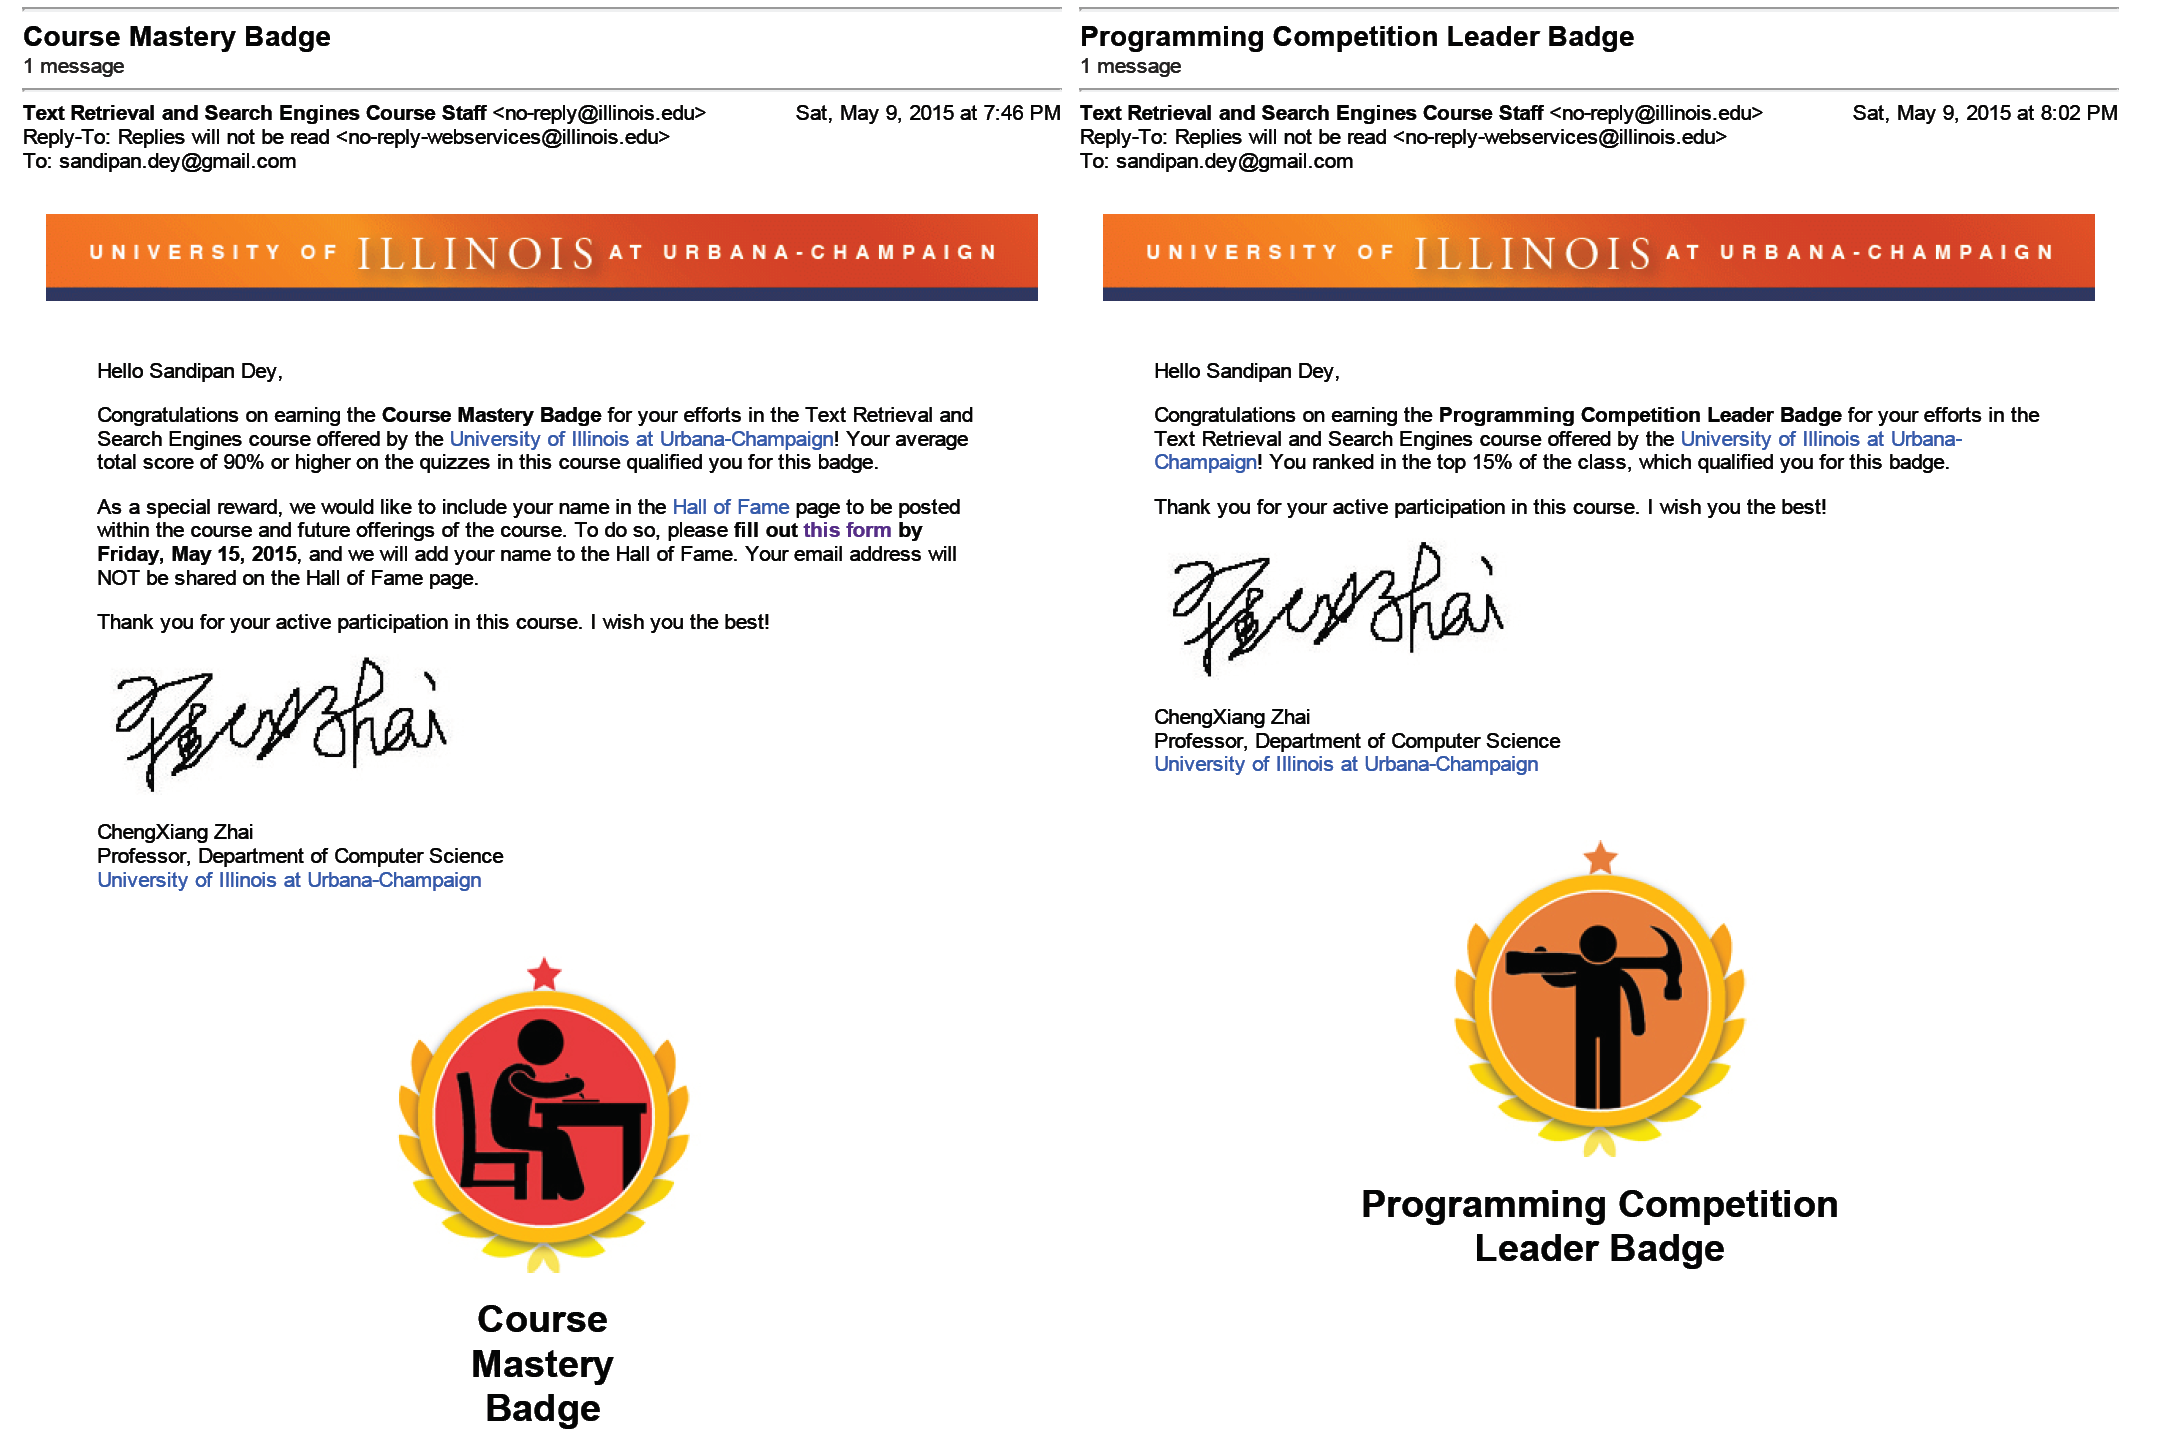 Course Mastery Badge
1 message
Text Retrieval and Search Engines Course Staff <no-reply@illinois.edu> Sat, May 9, 2015 at 7:46 PM
Reply-To: Replies will not be read <no-reply-webservices@illinois.edu>
To: sandipan.dey@gmail.com
UNIVERSITY OF ILLINOIS AT URBANA-CHAMPAIGN
Hello Sandipan Dey,
Congratulations on earning the Course Mastery Badge for your efforts in the Text Retrieval and
Search Engines course offered by the University of Illinois at Urbana-Champaign! Your average
total score of 90% or higher on the quizzes in this course qualified you for this badge.
As a special reward, we would like to include your name in the Hall of Fame page to be posted
within the course and future offerings of the course. To do so, please fill out this form by
Friday, May 15, 2015, and we will add your name to the Hall of Fame. Your email address will
NOT be shared on the Hall of Fame page.
Thank you for your active participation in this course. I wish you the best!
Zhai
ChengXiang Zhai
Professor, Department of Computer Science
University of Illinois at Urbana-Champaign
Course
Mastery
Badge
Programming Competition Leader Badge
1 message
Text Retrieval and Search Engines Course Staff <no-reply@illinois.edu> Sat, May 9, 2015 at 8:02 PM
Reply-To: Replies will not be read <no-reply-webservices@illinois.edu>
To: sandipan.dey@gmail.com
UNIVERSITY OF ILLINOIS AT URBANA-CHAMPAIGN
Hello Sandipan Dey,
Congratulations on earning the Programming Competition Leader Badge for your efforts in the
Text Retrieval and Search Engines course offered by the University of Illinois at Urbana-
Champaign! You ranked in the top 15% of the class, which qualified you for this badge.
Thank you for your active participation in this course. I wish you the best!
Zhai
ChengXiang Zhai
Professor, Department of Computer Science
University of Illinois at Urbana-Champaign
Programming Competition
Leader Badge